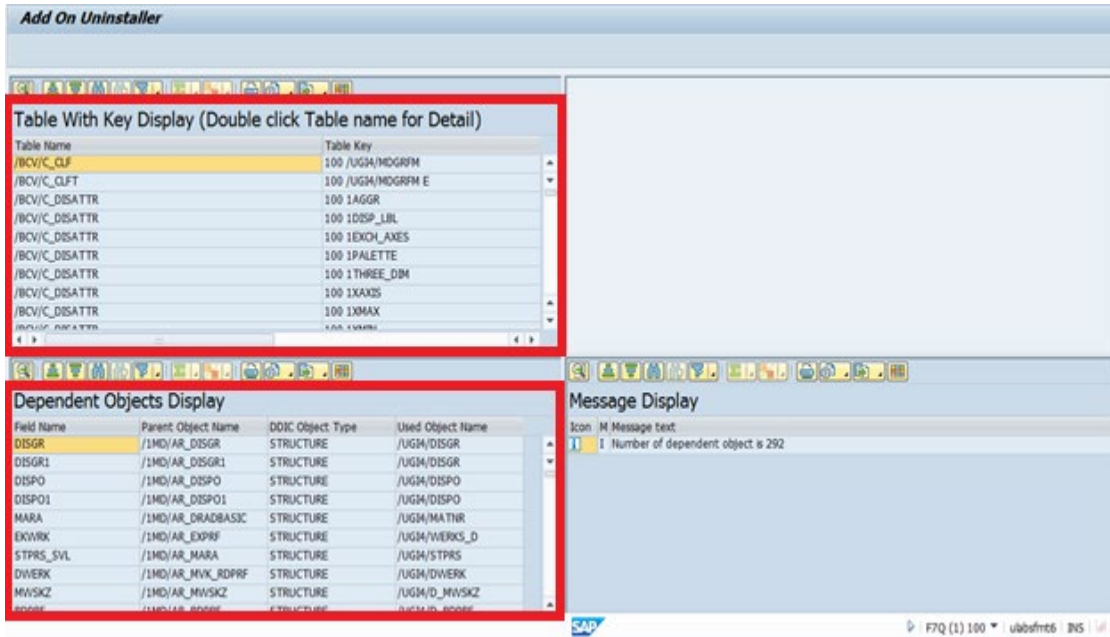 Add On Uninstaller
Table With Key Display (Double click Table name for Detail)
Table Name Table Key
/BCV/C_CLF 100 /UGI4/MDGRFM
/BCV/C_CLFT 100 /UGI4/MDGRFM E
/BCV/C_DISATTR 100 1AGGR
/BCV/C_DISATTR 100 1DISP_LBL
/BCV/C_DISATTR 100 1EXCH_AXES
/BCV/C_DISATTR 100 1PALETTE
/BCV/C_DISATTR 100 1THREE_DIM
/BCV/C_DISATTR 100 1XAXIS
/BCV/C_DISATTR 100 1XMAX
Dependent Objects Display
Field Name Parent Object Name DDIC Object Type Used Object Name
DISGR /1MD/AR_DISGR STRUCTURE /UGI4/DISGR
DISGR1 /1MD/AR_DISGR1 STRUCTURE /UGI4/DISGR
DISPO /1MD/AR_DISPO STRUCTURE /UGI4/DISPO
DISPO1 /1MD/AR_DISPO1 STRUCTURE /UGI4/DISPO
MARA /1MD/AR_DRADBASIC STRUCTURE /UGI4/MATNR
EKWRK /1MD/AR_EXPRF STRUCTURE /UGI4/WERKS_D
STPRS_SVL /1MD/AR_MARA STRUCTURE /UGI4/STPRS
DWERK /1MD/AR_MVK_RDPRF STRUCTURE /UGI4/DWERK
MWSKZ /1MD/AR_MWSKZ STRUCTURE /UGI4/D_MWSKZ
Message Display
Icon M Message text
I I Number of dependent object is 292
SAP F7Q (1) 100 INS